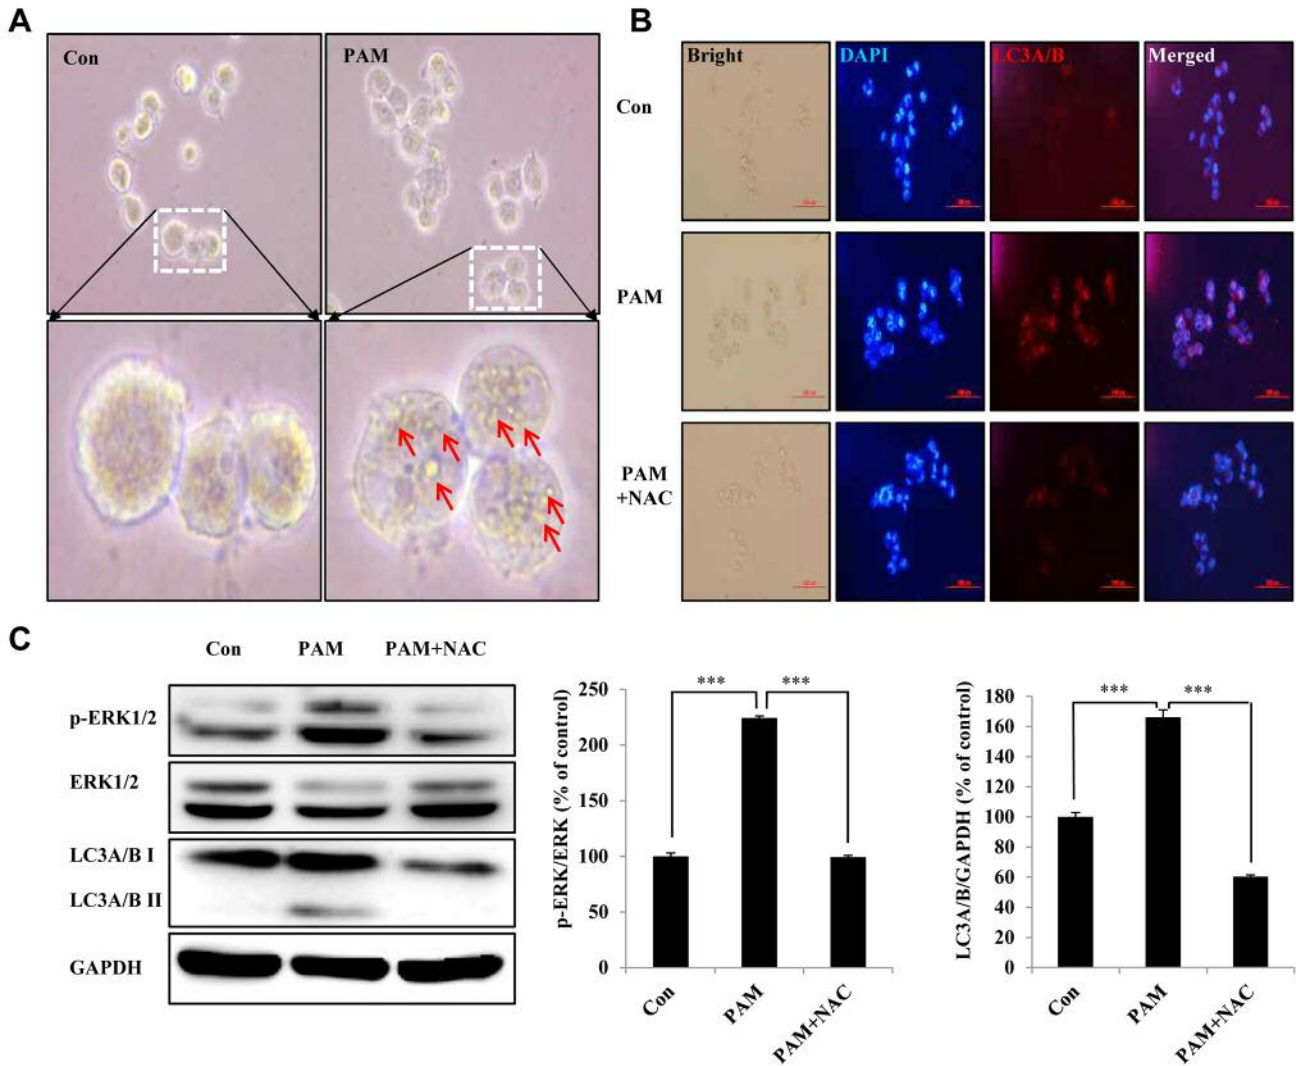 A
Con
PAM
B
Bright
DAPI
LC3A/B
Merged
Con
PAM
PAM
+NAC
C
Con
PAM
PAM+NAC
p-ERK1/2
ERK1/2
LC3A/B I
LC3A/B II
GAPDH
p-ERK/ERK (% of control)
250
200
150
100
50
0
***
***
Con
PAM
PAM+NAC
LC3A/B/GAPDH (% of control)
180
160
140
120
100
80
60
40
20
0
***
***
Con
PAM
PAM+NAC